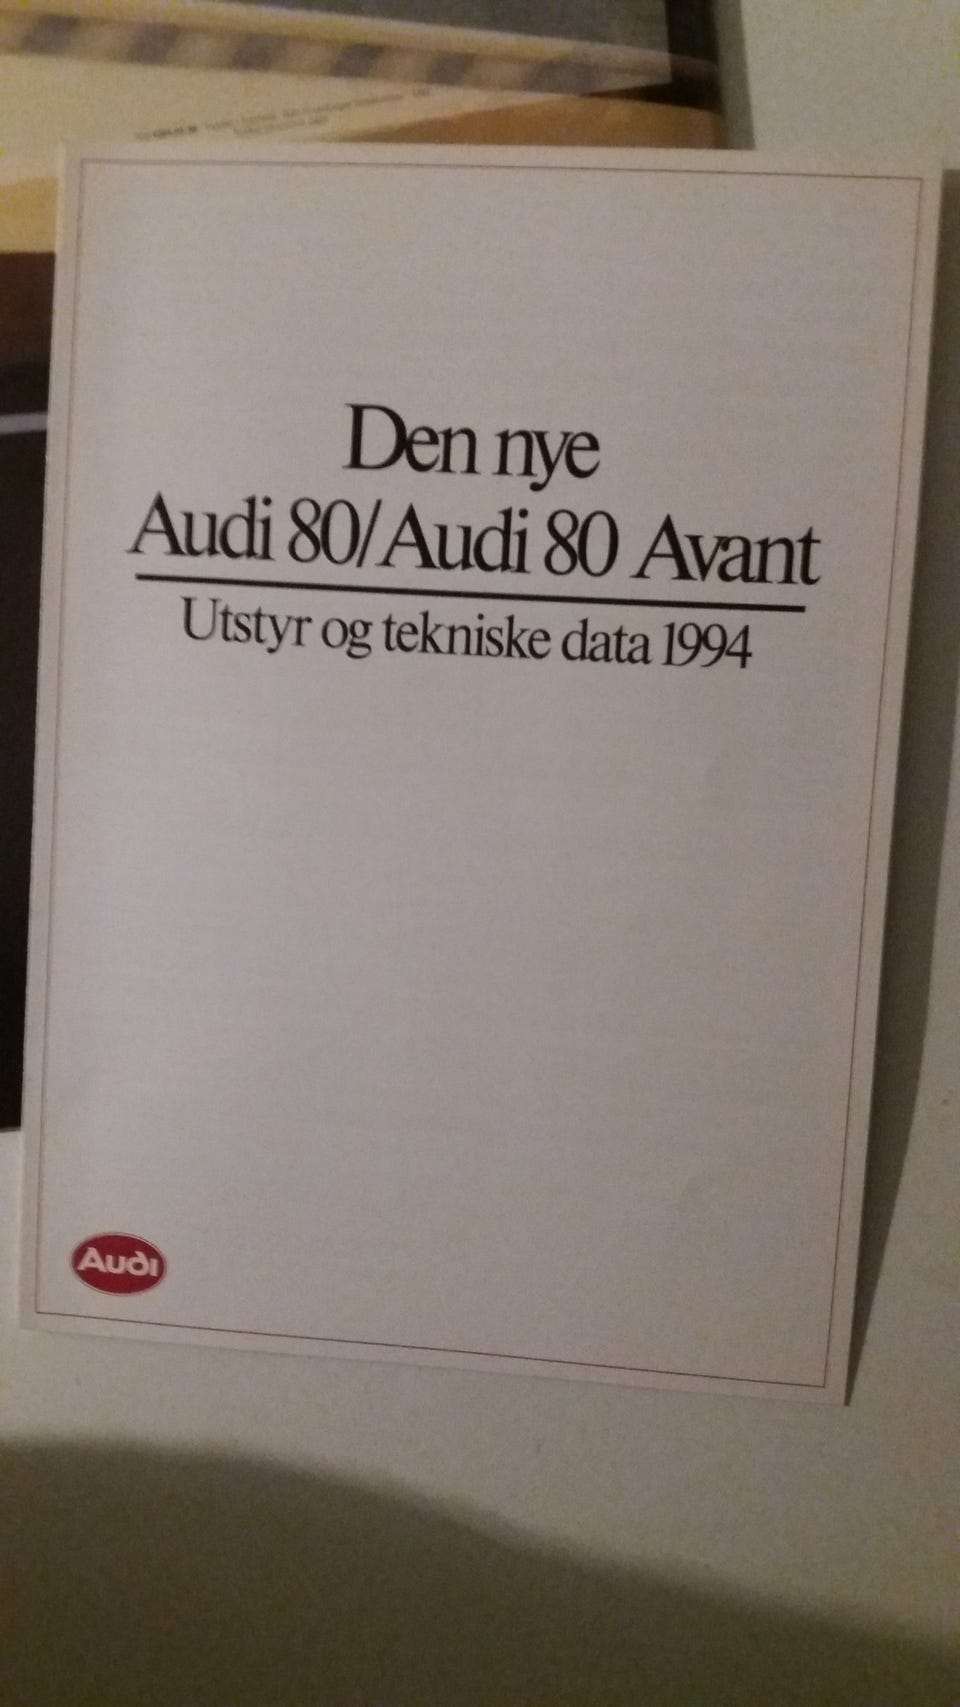 Den nye
Audi 80/Audi 80 Avant
Utstyr og tekniske data 1994
Audi